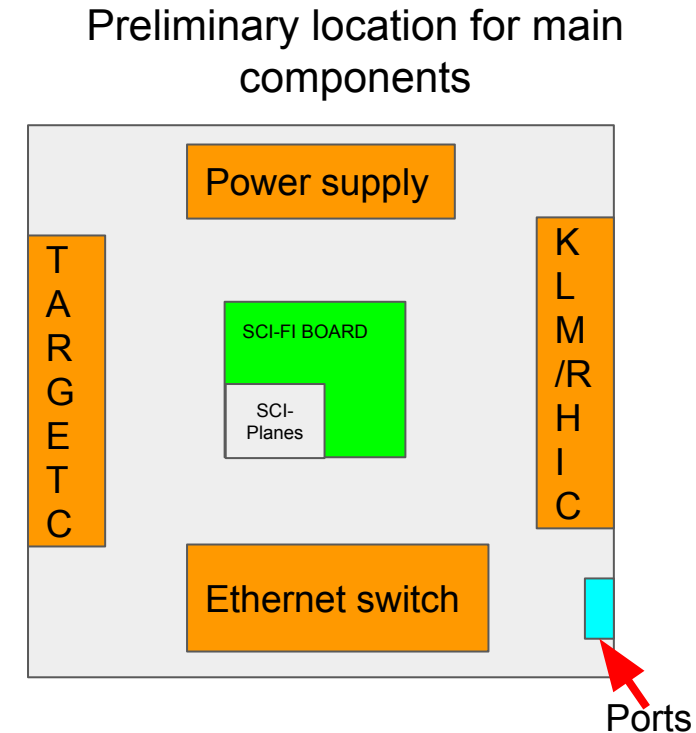 Preliminary location for main
components
Power supply
T
A
R
G
E
T
C
K
L
M
/R
H
I
C
SCI-FI BOARD
SCI-
Planes
Ethernet switch
Ports